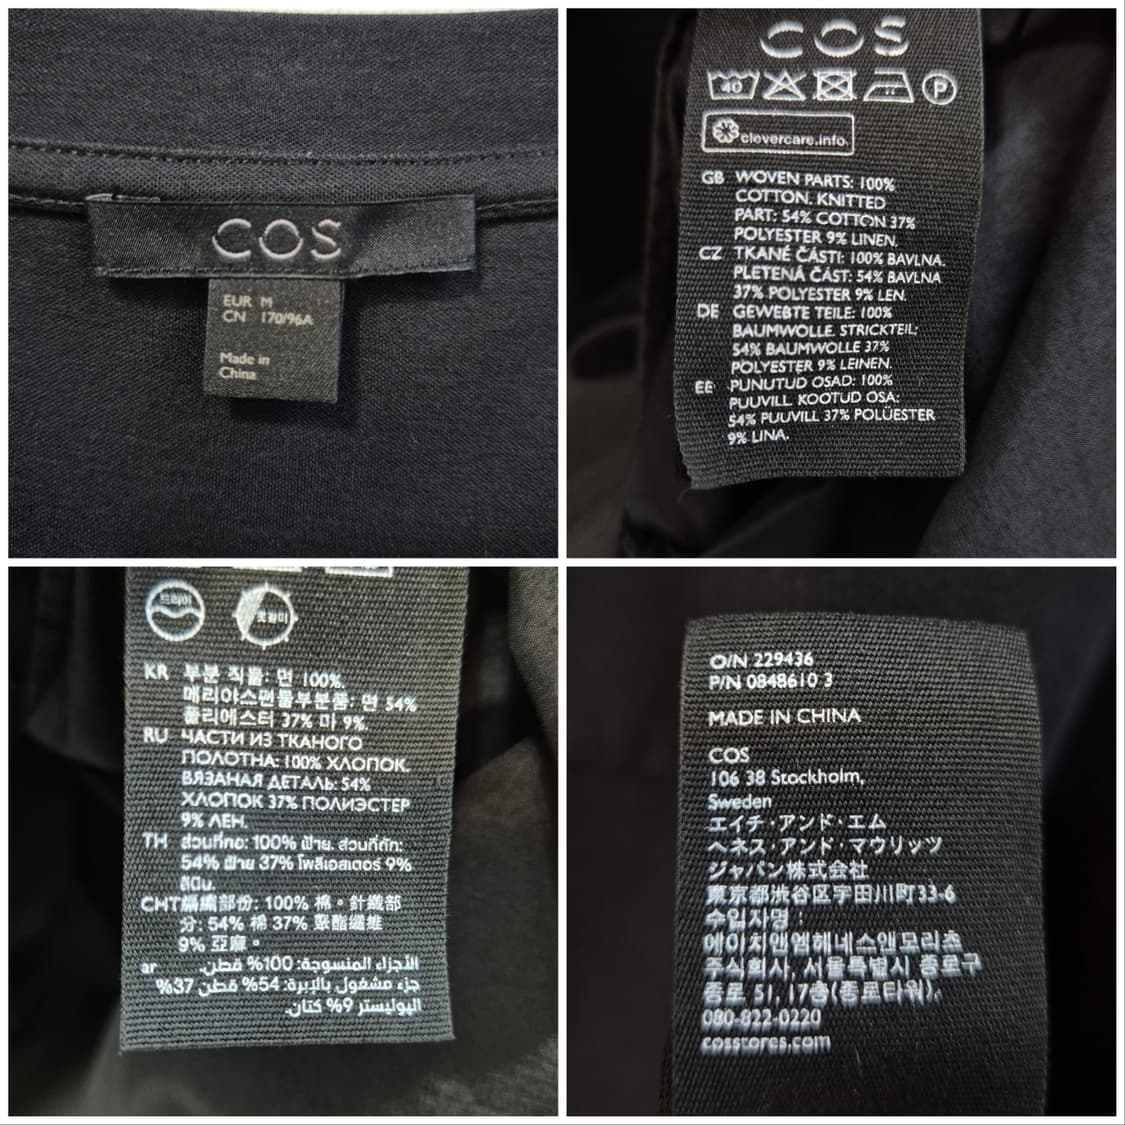 COS
EUR M
CN 170/96A
Made in
China
COS
40
P
clevercare.info.
GB WOVEN PARTS: 100%
COTTON. KNITTED
PART: 54% COTTON 37%
POLYESTER 9% LINEN.
CZ TKANÉ ČÁSTI: 100% BAVLNA.
PLETENÁ ČÁST: 54% BAVLNA
37% POLYESTER 9% LEN.
DE GEWEBTE TEILE: 100%
BAUMWOLLE. STRICKTEIL:
54% BAUMWOLLE 37%
POLYESTER 9% LEINEN.
EE PUNUTUD OSAD: 100%
PUUVILL. KOOTUD OSA:
54% PUUVILL 37% POLÜESTER
9% LINA.
드라이
옷걸이
KR 부분 직물: 면 100%.
메리야스편물부분품: 면 54%
폴리에스터 37% 마 9%.
RU ЧАСТИ ИЗ ТКАНОГО
ПОЛОТНА: 100% ХЛОПОК.
ВЯЗАНАЯ ДЕТАЛЬ: 54%
ХЛОПОК 37% ПОЛИЭСТЕР
9% ЛЕН.
TH ส่วนที่ทอ: 100% ฝ้าย. ส่วนที่ถัก:
54% ฝ้าย 37% โพลีเอสเตอร์ 9%
ลินิน.
CHT 編織部份: 100% 棉。針織部
分: 54% 棉 37% 聚酯纖維
9% 亞麻。
ar الأجزاء المنسوجة: 100% قطن.
جزء مشغول بالإبرة: 54% قطن 37%
البوليستر 9% كتان.
O/N 229436
P/N 0848610 3
MADE IN CHINA
COS
106 38 Stockholm,
Sweden
エイチ・アンド・エム
ヘネス・アンド・マウリッツ
ジャパン株式会社
東京都渋谷区宇田川町33-6
수입자명 :
에이치앤엠헤네스앤모리츠
주식회사, 서울특별시 종로구
종로 51, 17층(종로타워),
080-822-0220
cosstores.com